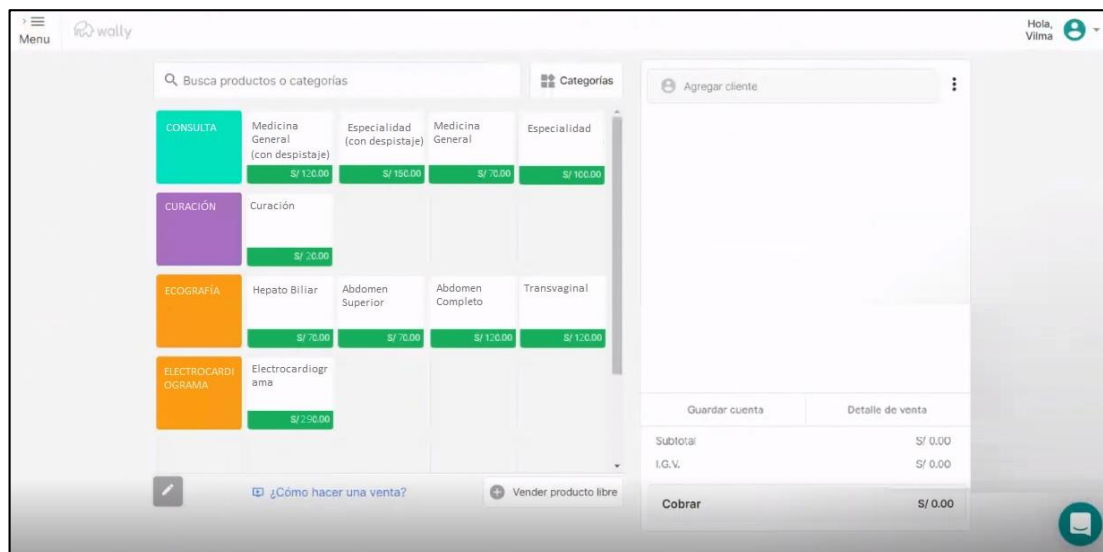 Menu
wally
Hola,
Vilma
Busca productos o categorías
Categorías
Agregar cliente
CONSULTA
Medicina
General
(con despistaje)
S/ 120.00
Especialidad
(con despistaje)
S/ 150.00
Medicina
General
S/ 70.00
Especialidad
S/ 100.00
CURACIÓN
Curación
S/ 20.00
ECOGRAFÍA
Hepato Biliar
S/ 70.00
Abdomen
Superior
S/ 70.00
Abdomen
Completo
S/ 120.00
Transvaginal
S/ 120.00
ELECTROCARDI
OGRAMA
Electrocardiogr
ama
S/ 290.00
¿Cómo hacer una venta?
Vender producto libre
Guardar cuenta
Detalle de venta
Subtotal S/ 0.00
I.G.V. S/ 0.00
Cobrar S/ 0.00